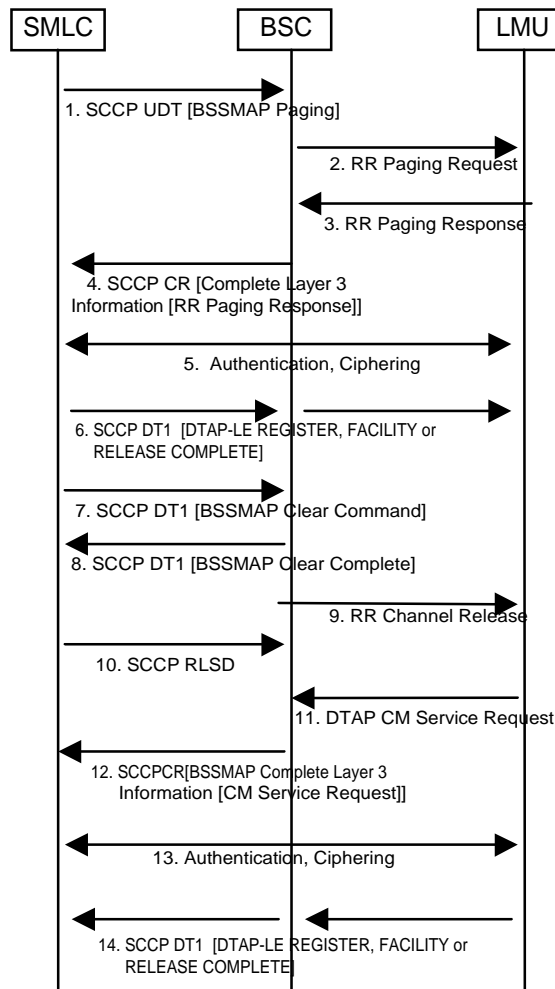 SMLC BSC LMU
1. SCCP UDT [BSSMAP Paging]
2. RR Paging Request
3. RR Paging Response
4. SCCP CR [Complete Layer 3
Information [RR Paging Response]]
5. Authentication, Ciphering
6. SCCP DT1 [DTAP-LE REGISTER, FACILITY or
RELEASE COMPLETE]
7. SCCP DT1 [BSSMAP Clear Command]
8. SCCP DT1 [BSSMAP Clear Complete]
9. RR Channel Release
10. SCCP RLSD
11. DTAP CM Service Request
12. SCCPCR[BSSMAP Complete Layer 3
Information [CM Service Request]]
13. Authentication, Ciphering
14. SCCP DT1 [DTAP-LE REGISTER, FACILITY or
RELEASE COMPLETE]